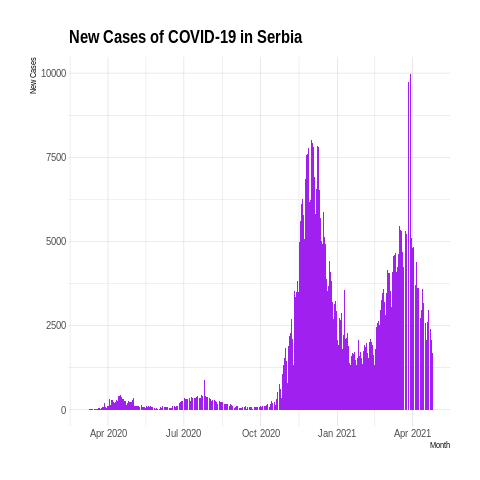 New Cases of COVID-19 in Serbia
New Cases
10000
7500
5000
2500
0
Apr 2020 Jul 2020 Oct 2020 Jan 2021 Apr 2021
Month